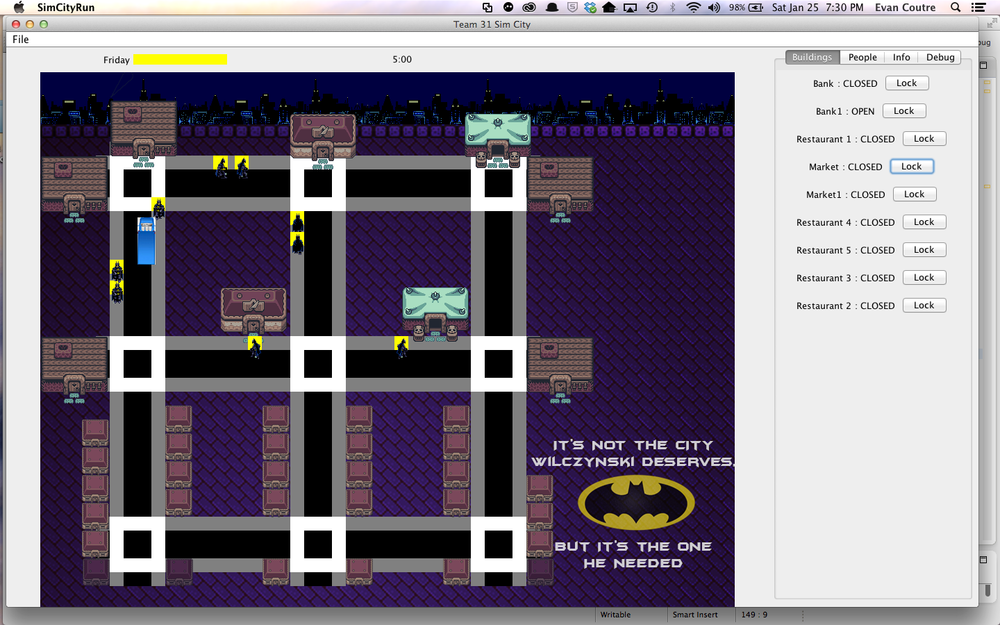 SimCityRun
98%
Sat Jan 25 7:30 PM
Evan Coutre
Team 31 Sim City
File
Friday
5:00
Buildings
People
Info
Debug
Bank : CLOSED
Lock
Bank1 : OPEN
Lock
Restaurant 1 : CLOSED
Lock
Market : CLOSED
Lock
Market1 : CLOSED
Lock
Restaurant 4 : CLOSED
Lock
Restaurant 5 : CLOSED
Lock
Restaurant 3 : CLOSED
Lock
Restaurant 2 : CLOSED
Lock
IT'S NOT THE CITY
WILCZYNSKI DESERVES,
BUT IT'S THE ONE
HE NEEDED
Writable
Smart Insert
149 : 9